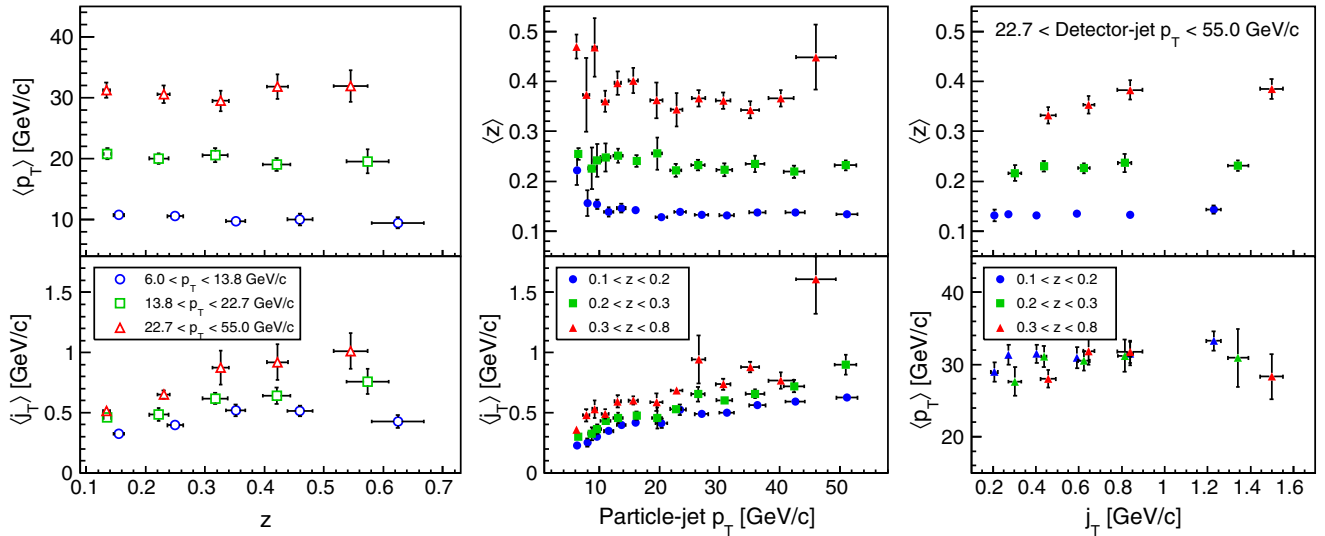 ⟨p_T⟩ [GeV/c]
40
30
20
10
⟨j_T⟩ [GeV/c]
1.5
1
0.5
0
6.0 < p_T < 13.8 GeV/c
13.8 < p_T < 22.7 GeV/c
22.7 < p_T < 55.0 GeV/c
0.1 0.2 0.3 0.4 0.5 0.6 0.7
z
⟨z⟩
0.5
0.4
0.3
0.2
0.1
⟨j_T⟩ [GeV/c]
1.5
1
0.5
0
0.1 < z < 0.2
0.2 < z < 0.3
0.3 < z < 0.8
10 20 30 40 50
Particle-jet p_T [GeV/c]
22.7 < Detector-jet p_T < 55.0 GeV/c
⟨z⟩
0.5
0.4
0.3
0.2
0.1
⟨p_T⟩ [GeV/c]
40
30
20
0.1 < z < 0.2
0.2 < z < 0.3
0.3 < z < 0.8
0.2 0.4 0.6 0.8 1 1.2 1.4 1.6
j_T [GeV/c]